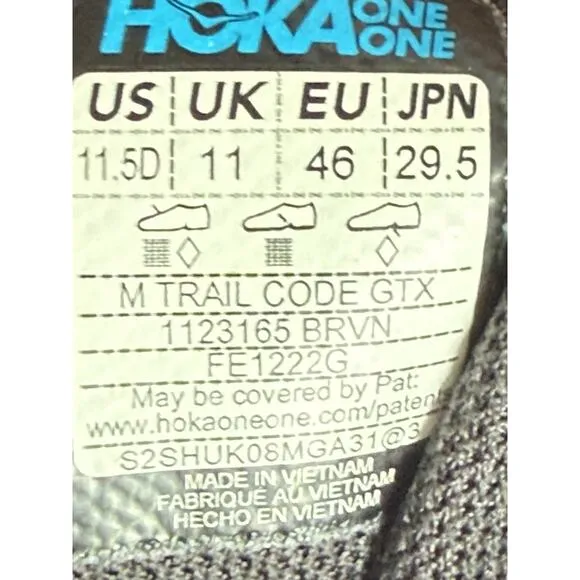 HOKA ONE ONE
US UK EU JPN
11.5D 11 46 29.5
M TRAIL CODE GTX
1123165 BRVN
FE1222G
May be covered by Pat:
www.hokaoneone.com/patent
S2SHUK08MGA31@3
MADE IN VIETNAM
FABRIQUÉ AU VIETNAM
HECHO EN VIETNAM